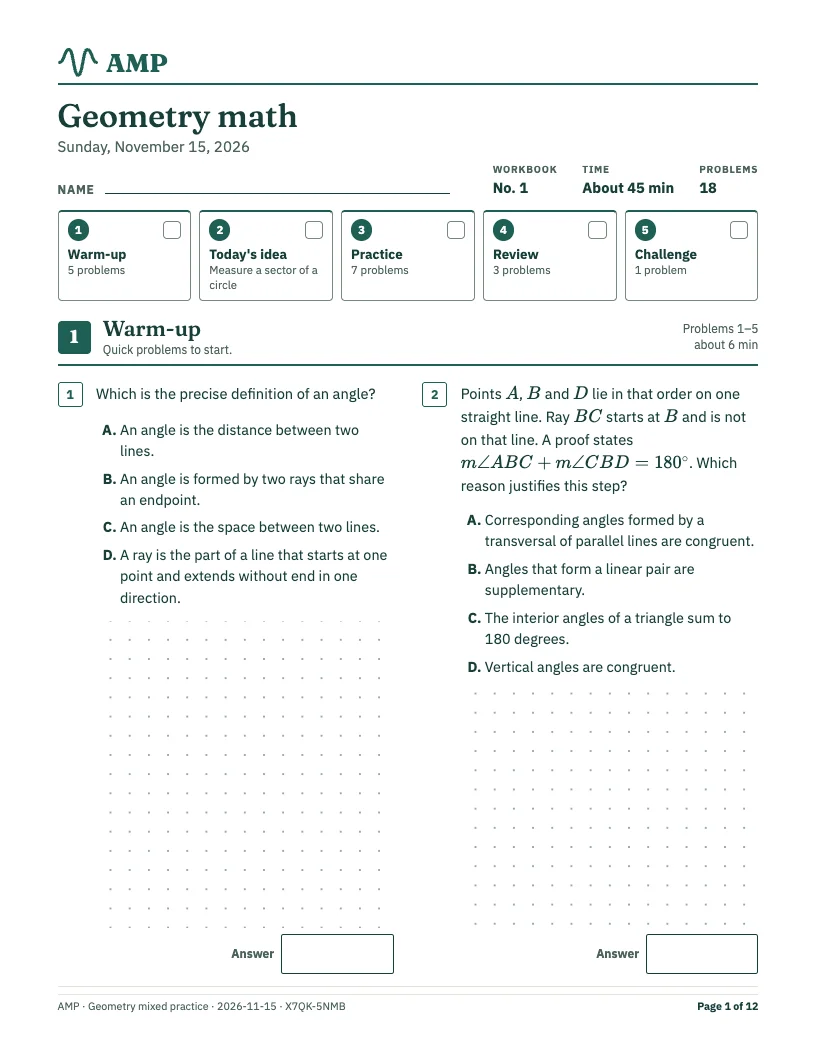 AMP
Geometry math
Sunday, November 15, 2026
NAME
WORKBOOK
No. 1
TIME
About 45 min
PROBLEMS
18
1
Warm-up
5 problems
2
Today's idea
Measure a sector of a
circle
3
Practice
7 problems
4
Review
3 problems
5
Challenge
1 problem
1
Warm-up
Quick problems to start.
Problems 1–5
about 6 min
1 Which is the precise definition of an angle?
A. An angle is the distance between two
lines.
B. An angle is formed by two rays that share
an endpoint.
C. An angle is the space between two lines.
D. A ray is the part of a line that starts at one
point and extends without end in one
direction.
Answer
2 Points A, B and D lie in that order on one
straight line. Ray BC starts at B and is not
on that line. A proof states
m∠ABC + m∠CBD = 180°. Which
reason justifies this step?
A. Corresponding angles formed by a
transversal of parallel lines are congruent.
B. Angles that form a linear pair are
supplementary.
C. The interior angles of a triangle sum to
180 degrees.
D. Vertical angles are congruent.
Answer
AMP · Geometry mixed practice · 2026-11-15 · X7QK-5NMB
Page 1 of 12